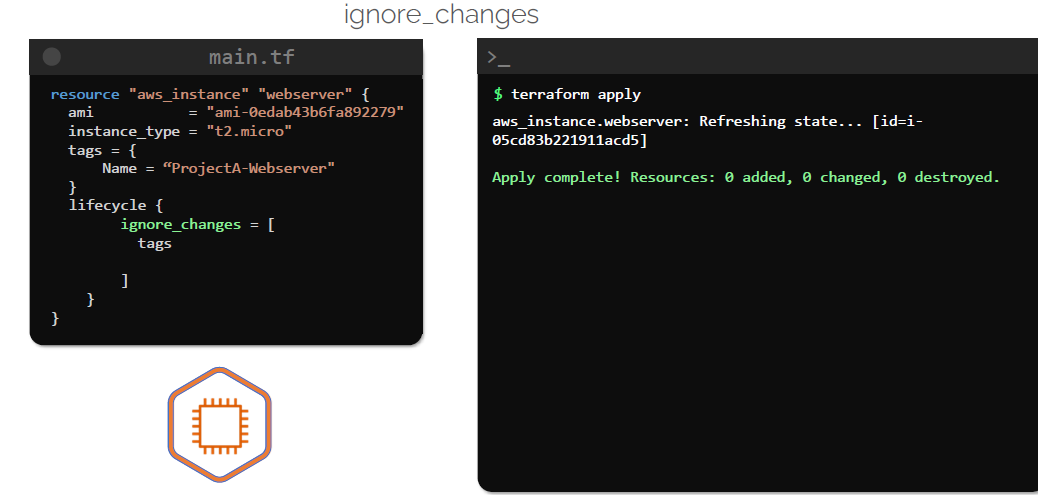 ignore_changes
main.tf
resource "aws_instance" "webserver" {
  ami           = "ami-0edab43b6fa892279"
  instance_type = "t2.micro"
  tags = {
      Name = “ProjectA-Webserver"
  }
  lifecycle {
        ignore_changes = [
          tags
        ]
    }
}
>_
$ terraform apply
aws_instance.webserver: Refreshing state... [id=i-
05cd83b221911acd5]
Apply complete! Resources: 0 added, 0 changed, 0 destroyed.